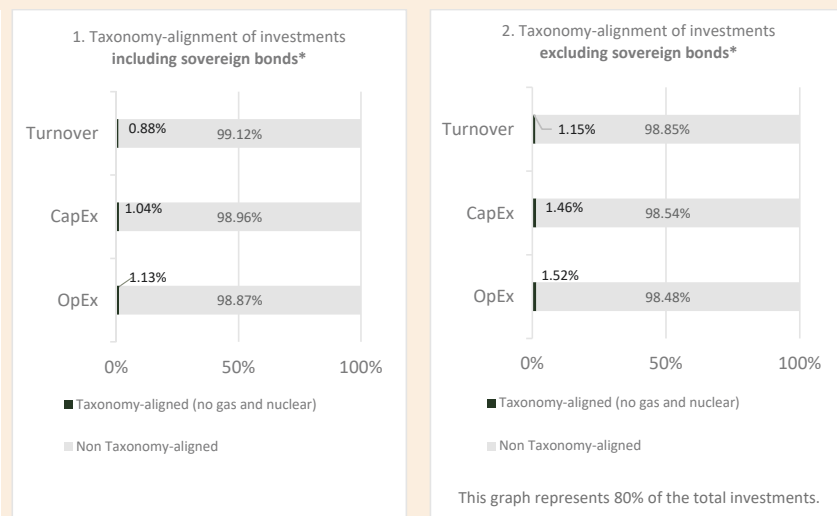 1. Taxonomy-alignment of investments
including sovereign bonds*
Turnover
0.88%
99.12%
CapEx
1.04%
98.96%
OpEx
1.13%
98.87%
0%
50%
100%
Taxonomy-aligned (no gas and nuclear)
Non Taxonomy-aligned
2. Taxonomy-alignment of investments
excluding sovereign bonds*
Turnover
1.15%
98.85%
CapEx
1.46%
98.54%
OpEx
1.52%
98.48%
0%
50%
100%
Taxonomy-aligned (no gas and nuclear)
Non Taxonomy-aligned
This graph represents 80% of the total investments.